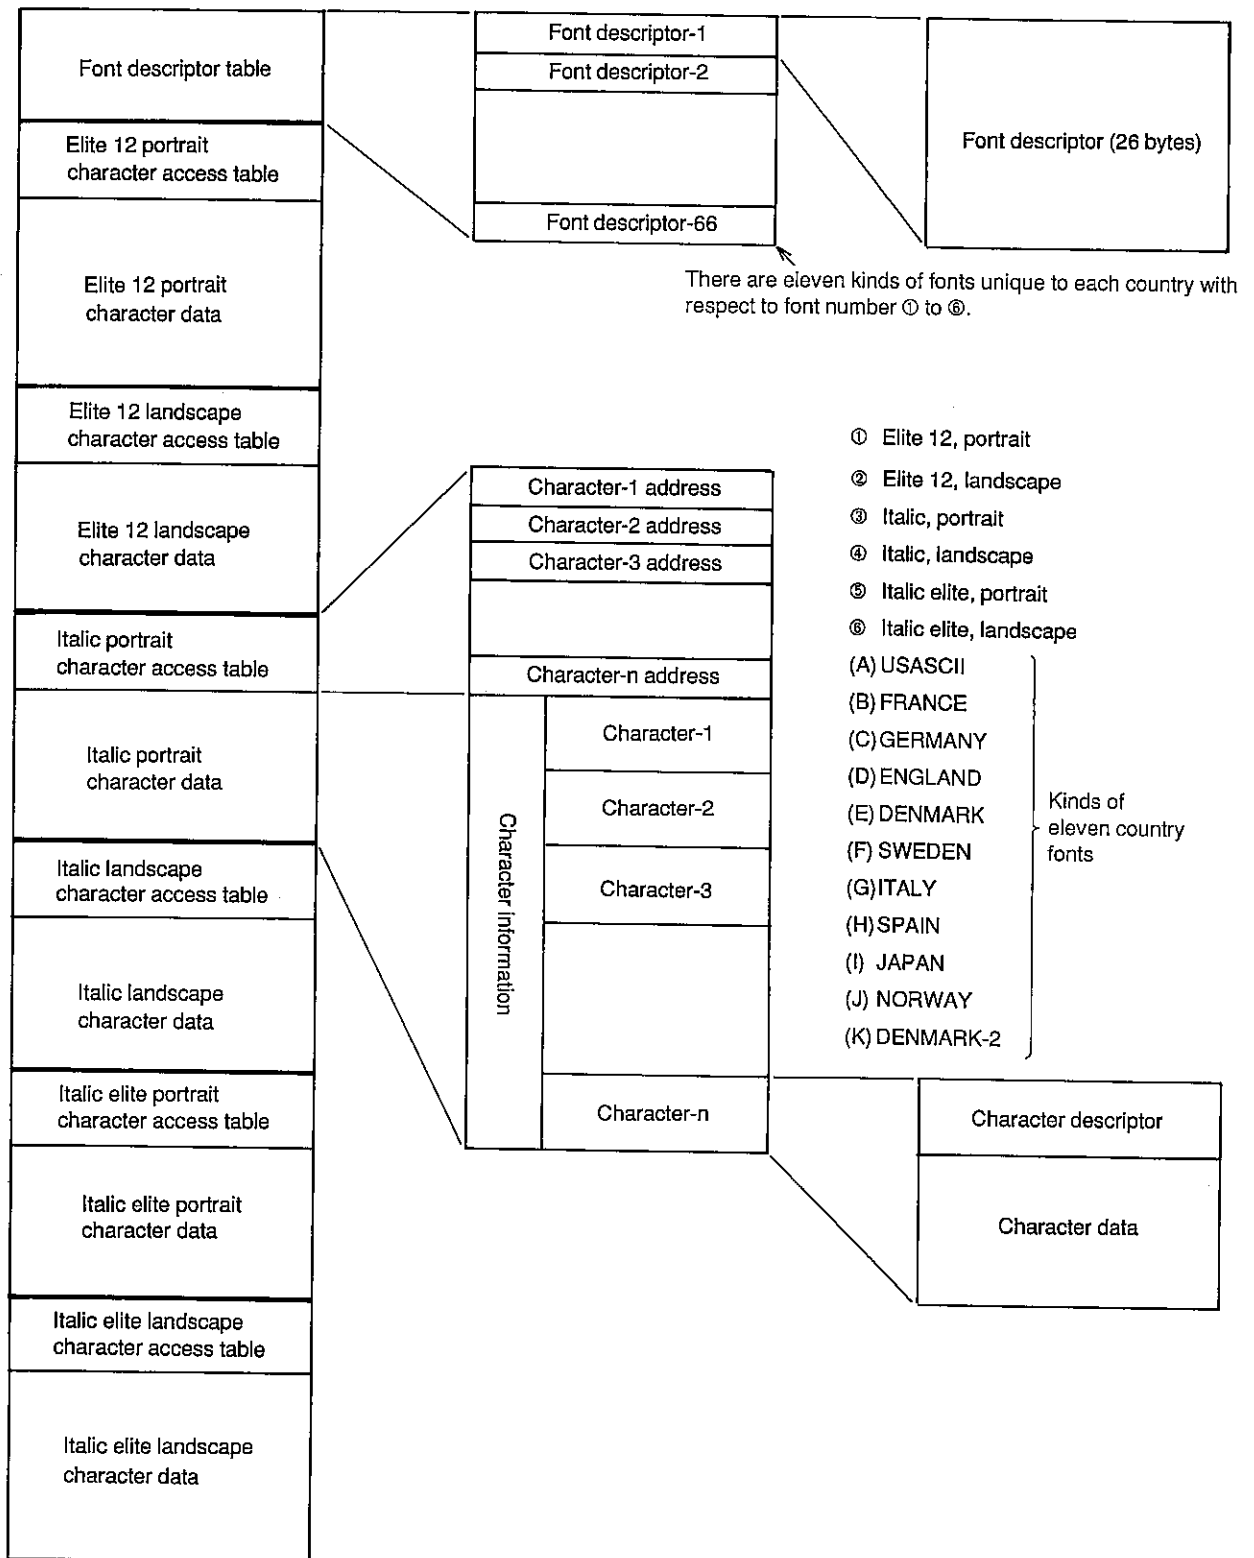 Font descriptor table
Elite 12 portrait
character access table
Elite 12 portrait
character data
Elite 12 landscape
character access table
Elite 12 landscape
character data
Italic portrait
character access table
Italic portrait
character data
Italic landscape
character access table
Italic landscape
character data
Italic elite portrait
character access table
Italic elite portrait
character data
Italic elite landscape
character access table
Italic elite landscape
character data
Font descriptor-1
Font descriptor-2
Font descriptor-66
Font descriptor (26 bytes)
There are eleven kinds of fonts unique to each country with
respect to font number ① to ⑥.
Character-1 address
Character-2 address
Character-3 address
Character-n address
Character information
Character-1
Character-2
Character-3
Character-n
① Elite 12, portrait
② Elite 12, landscape
③ Italic, portrait
④ Italic, landscape
⑤ Italic elite, portrait
⑥ Italic elite, landscape
(A) USASCII
(B) FRANCE
(C) GERMANY
(D) ENGLAND
(E) DENMARK
(F) SWEDEN
(G) ITALY
(H) SPAIN
(I) JAPAN
(J) NORWAY
(K) DENMARK-2
Kinds of
eleven country
fonts
Character descriptor
Character data